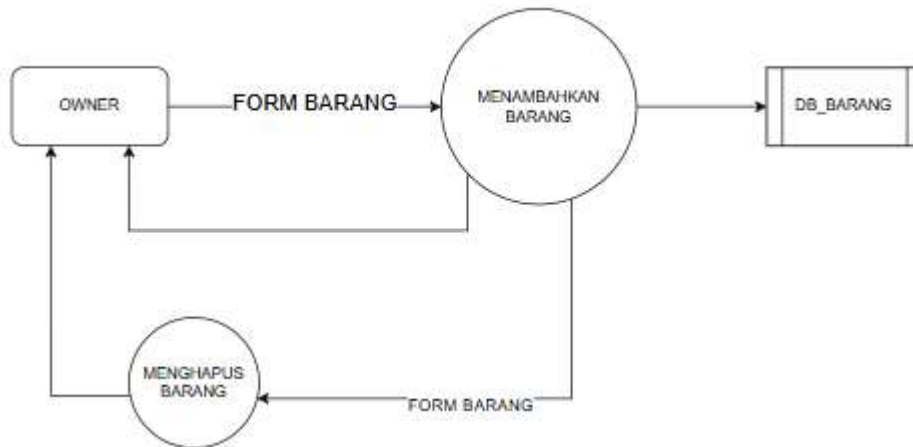 OWNER
FORM BARANG
MENAMBAHKAN
BARANG
DB_BARANG
MENGHAPUS
BARANG
FORM BARANG